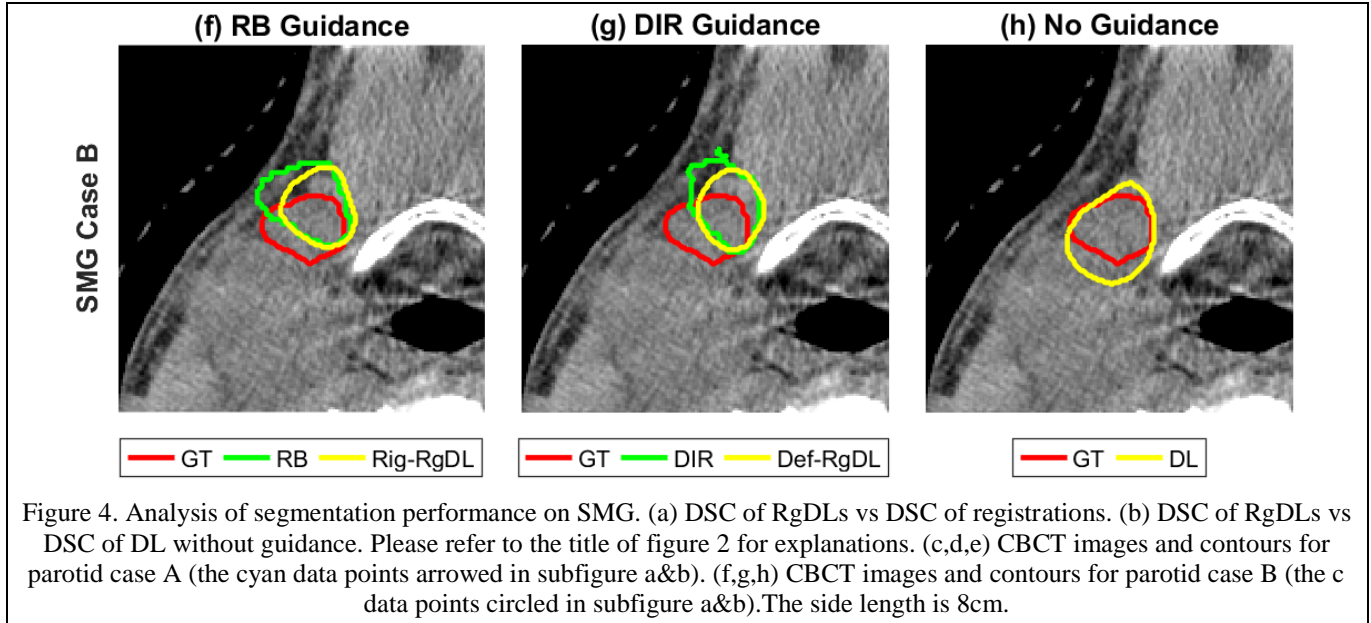 (f) RB Guidance
(g) DIR Guidance
(h) No Guidance
SMG Case B
GT RB Rig-RgDL
GT DIR Def-RgDL
GT DL
Figure 4. Analysis of segmentation performance on SMG. (a) DSC of RgDLs vs DSC of registrations. (b) DSC of RgDLs vs
DSC of DL without guidance. Please refer to the title of figure 2 for explanations. (c,d,e) CBCT images and contours for
parotid case A (the cyan data points arrowed in subfigure a&b). (f,g,h) CBCT images and contours for parotid case B (the c
data points circled in subfigure a&b).The side length is 8cm.